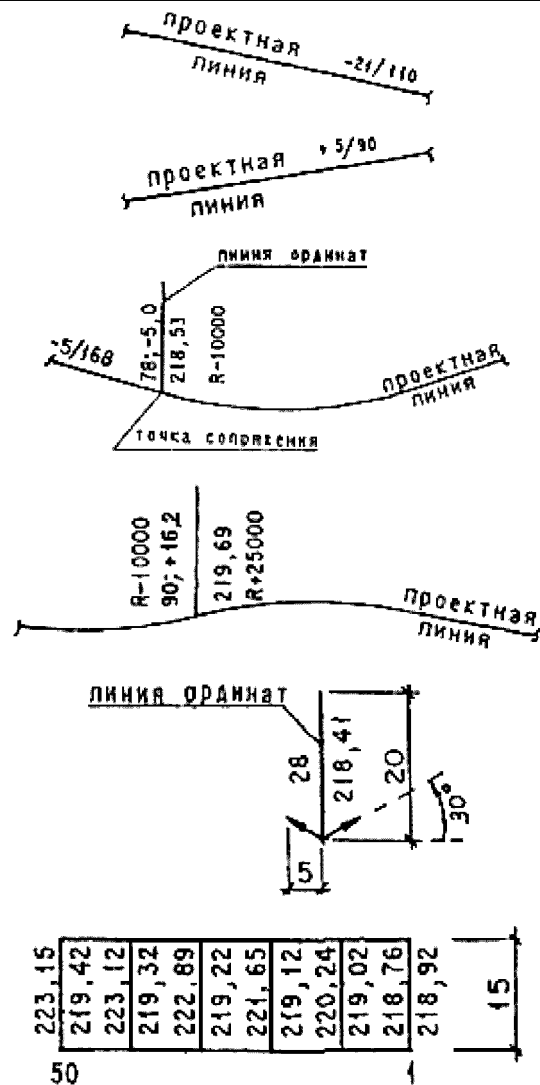 проектная -21/110
линия
проектная +5/90
линия
линия ординат
-5/168
78; -5,0
218,53
R-10000
проектная
линия
точка сопряжения
R-10000
90; +16,2
219,69
R+25000
проектная
линия
линия ординат
28
218,41
20
30°
5
223,15
219,42
223,12
219,32
222,89
219,22
221,65
219,12
220,24
219,02
218,76
218,92
15
50 1